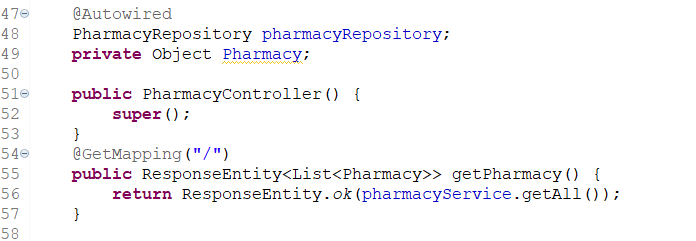 47 @Autowired
48 PharmacyRepository pharmacyRepository;
49 private Object Pharmacy;
50
51 public PharmacyController() {
52 super();
53 }
54 @GetMapping("/")
55 public ResponseEntity<List<Pharmacy>> getPharmacy() {
56 return ResponseEntity.ok(pharmacyService.getAll());
57 }
58